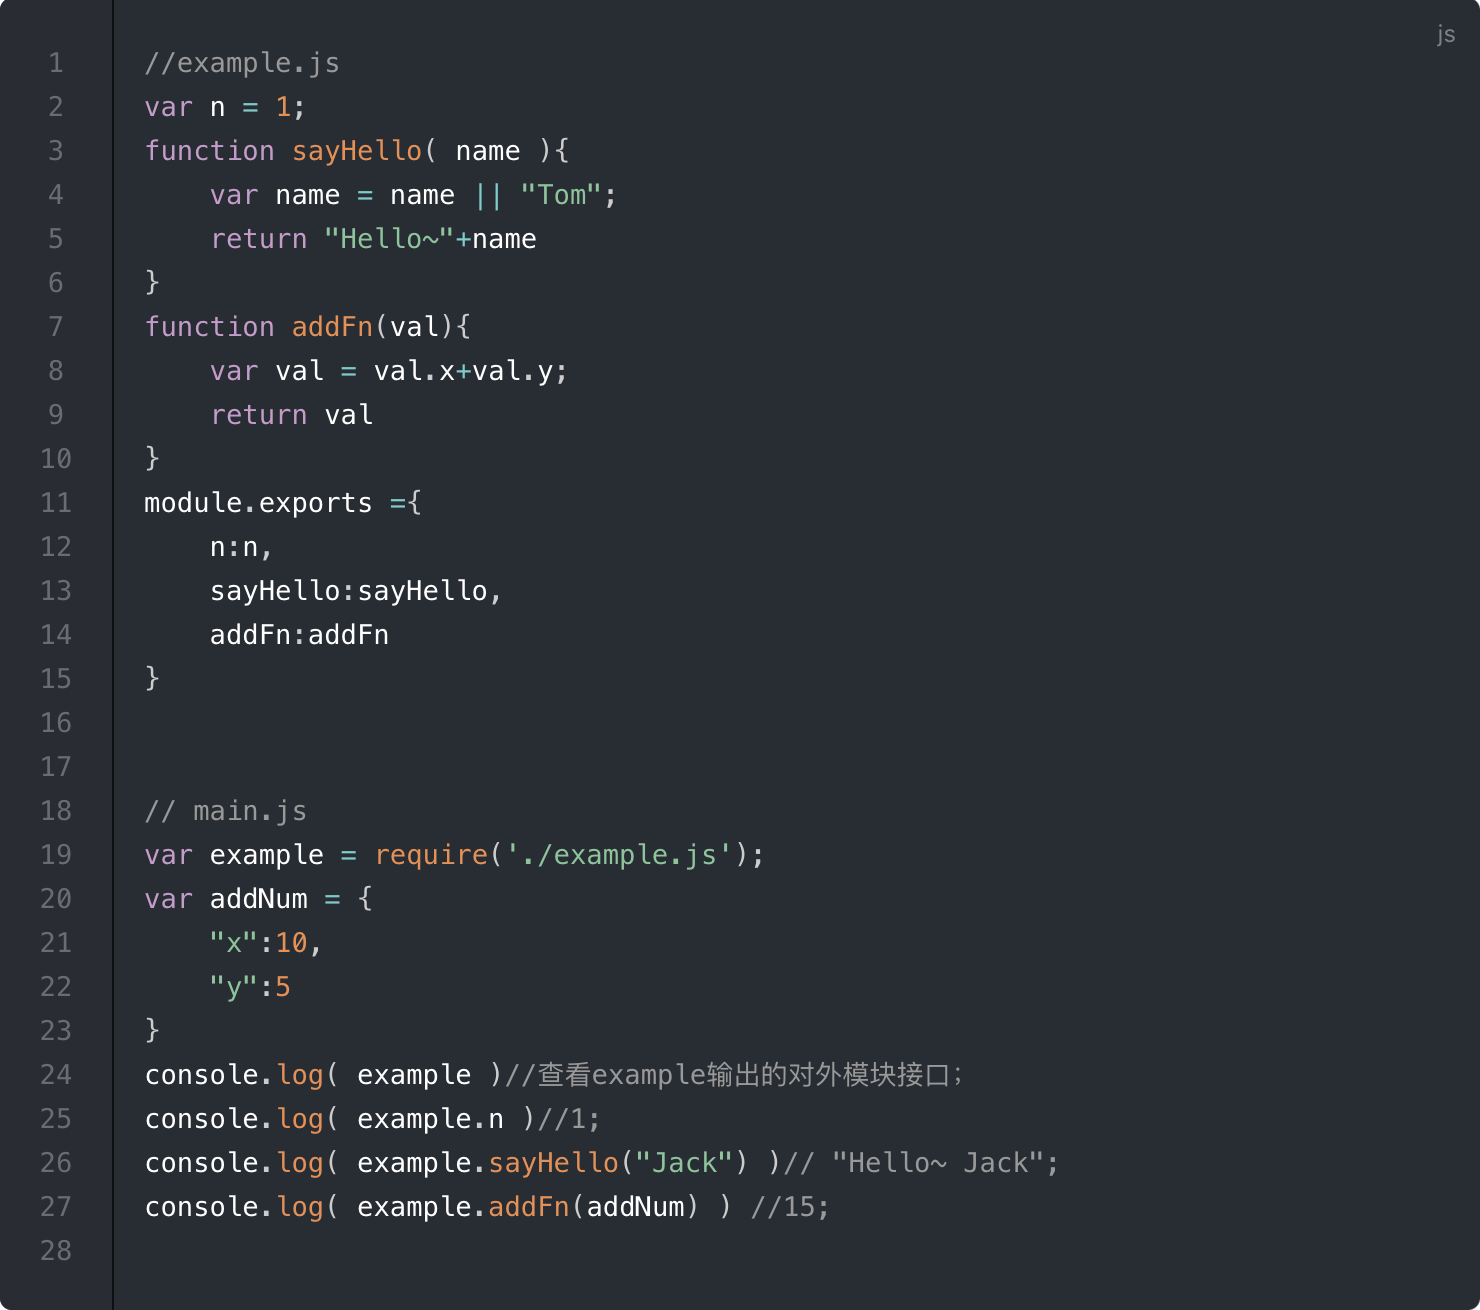 js
1 //example.js
2 var n = 1;
3 function sayHello( name ){
4     var name = name || "Tom";
5     return "Hello~"+name
6 }
7 function addFn(val){
8     var val = val.x+val.y;
9     return val
10 }
11 module.exports ={
12     n:n,
13     sayHello:sayHello,
14     addFn:addFn
15 }
16
17
18 // main.js
19 var example = require('./example.js');
20 var addNum = {
21     "x":10,
22     "y":5
23 }
24 console.log( example )//查看example输出的对外模块接口;
25 console.log( example.n )//1;
26 console.log( example.sayHello("Jack") )// "Hello~ Jack";
27 console.log( example.addFn(addNum) ) //15;
28